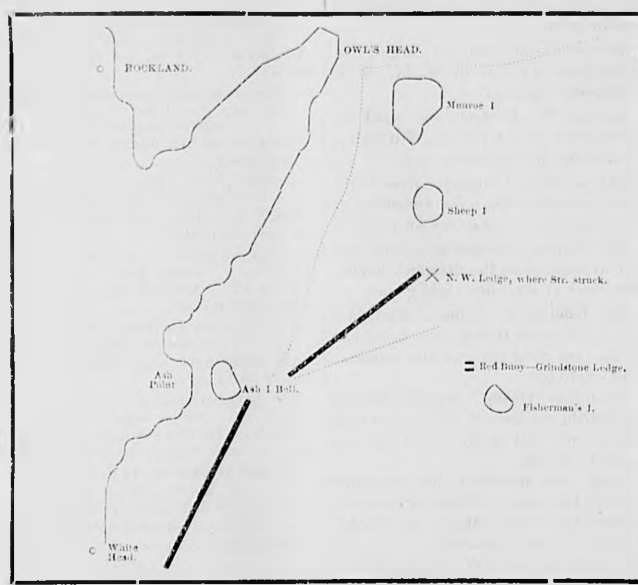 OWL'S HEAD.
ROCKLAND.
Munroe I
Sheep I
N. W. Ledge, where Str. struck.
Ash
Point
Ash I Bell.
Red Buoy—Grindstone Ledge.
Fisherman's I.
White
Head.